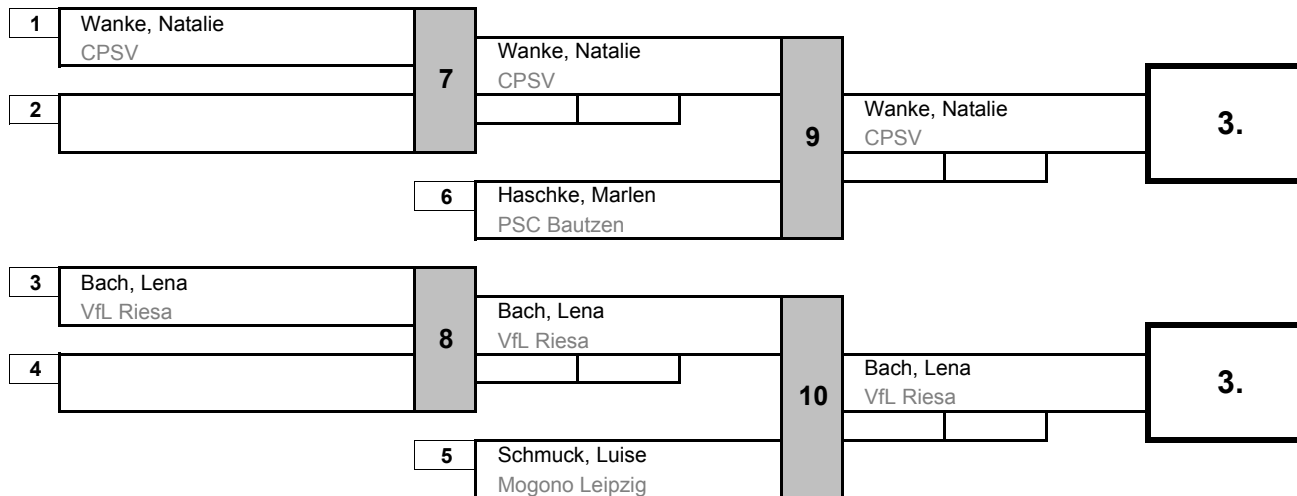 1
Wanke, Natalie
CPSV
2
7
Wanke, Natalie
CPSV
6
Haschke, Marlen
PSC Bautzen
9
Wanke, Natalie
CPSV
3.
3
Bach, Lena
VfL Riesa
4
8
Bach, Lena
VfL Riesa
5
Schmuck, Luise
Mogono Leipzig
10
Bach, Lena
VfL Riesa
3.